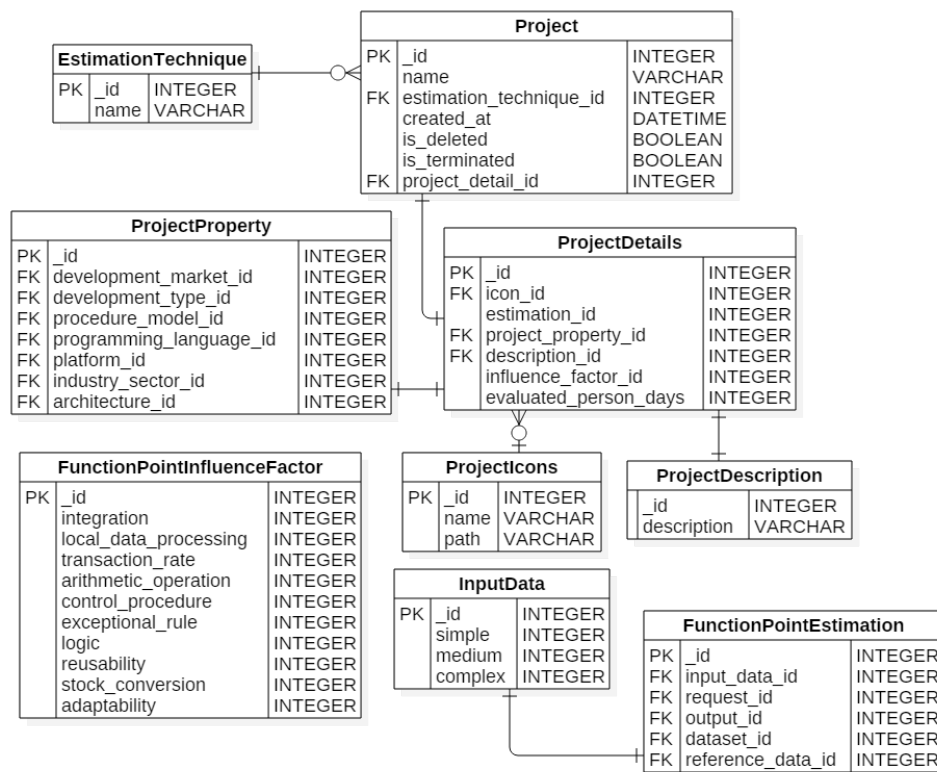 Project
PK _id INTEGER
name VARCHAR
FK estimation_technique_id INTEGER
created_at DATETIME
is_deleted BOOLEAN
is_terminated BOOLEAN
FK project_detail_id INTEGER
EstimationTechnique
PK _id INTEGER
name VARCHAR
ProjectProperty
PK _id INTEGER
FK development_market_id INTEGER
FK development_type_id INTEGER
FK procedure_model_id INTEGER
FK programming_language_id INTEGER
FK platform_id INTEGER
FK industry_sector_id INTEGER
FK architecture_id INTEGER
ProjectDetails
PK _id INTEGER
FK icon_id INTEGER
estimation_id INTEGER
FK project_property_id INTEGER
FK description_id INTEGER
influence_factor_id INTEGER
evaluated_person_days INTEGER
FunctionPointInfluenceFactor
PK _id INTEGER
integration INTEGER
local_data_processing INTEGER
transaction_rate INTEGER
arithmetic_operation INTEGER
control_procedure INTEGER
exceptional_rule INTEGER
logic INTEGER
reusability INTEGER
stock_conversion INTEGER
adaptability INTEGER
ProjectIcons
PK _id INTEGER
name VARCHAR
path VARCHAR
ProjectDescription
_id INTEGER
description VARCHAR
InputData
PK _id INTEGER
simple INTEGER
medium INTEGER
complex INTEGER
FunctionPointEstimation
PK _id INTEGER
FK input_data_id INTEGER
FK request_id INTEGER
FK output_id INTEGER
FK dataset_id INTEGER
FK reference_data_id INTEGER